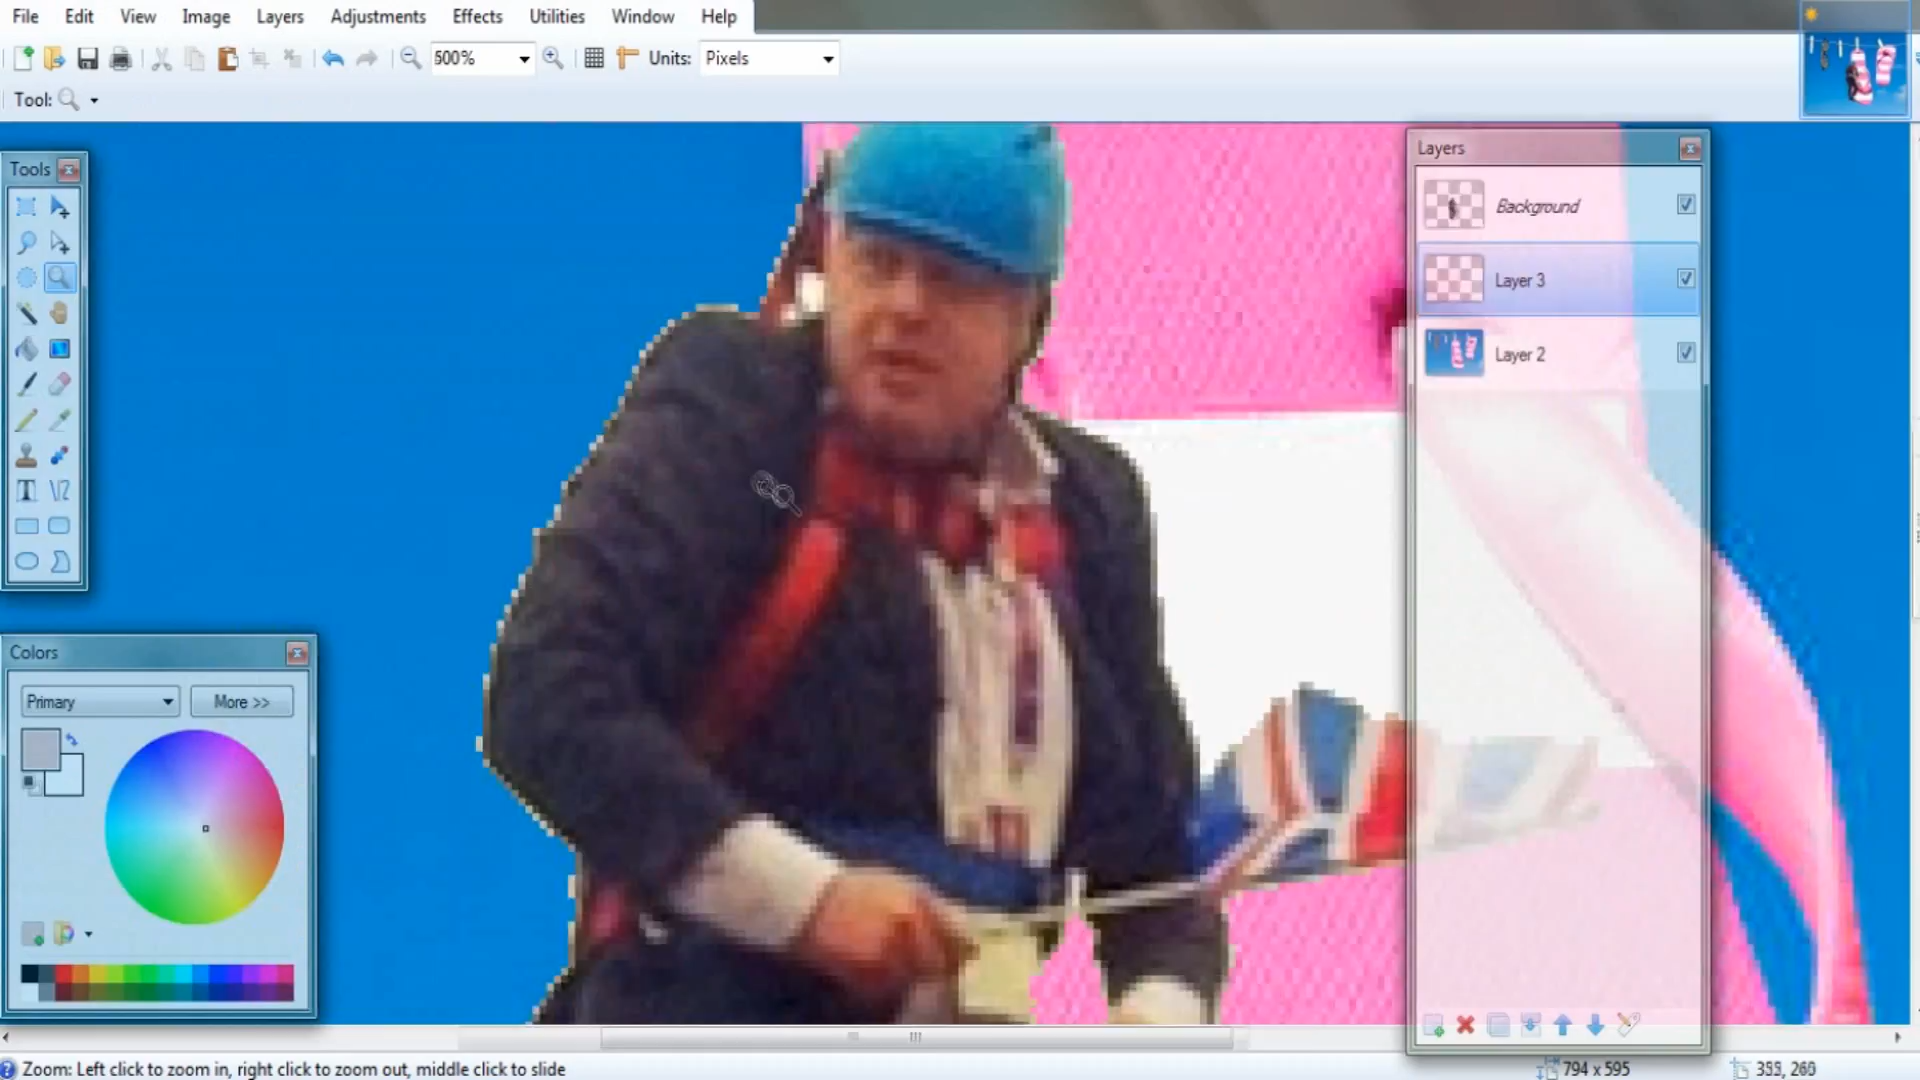 File Edit View Image Layers Adjustments Effects Utilities Window Help
500% Units: Pixels
Tool:
Tools
Layers
Background
Layer 3
Layer 2
Colors
Primary More >>
Zoom: Left click to zoom in, right click to zoom out, middle click to slide
794 x 595